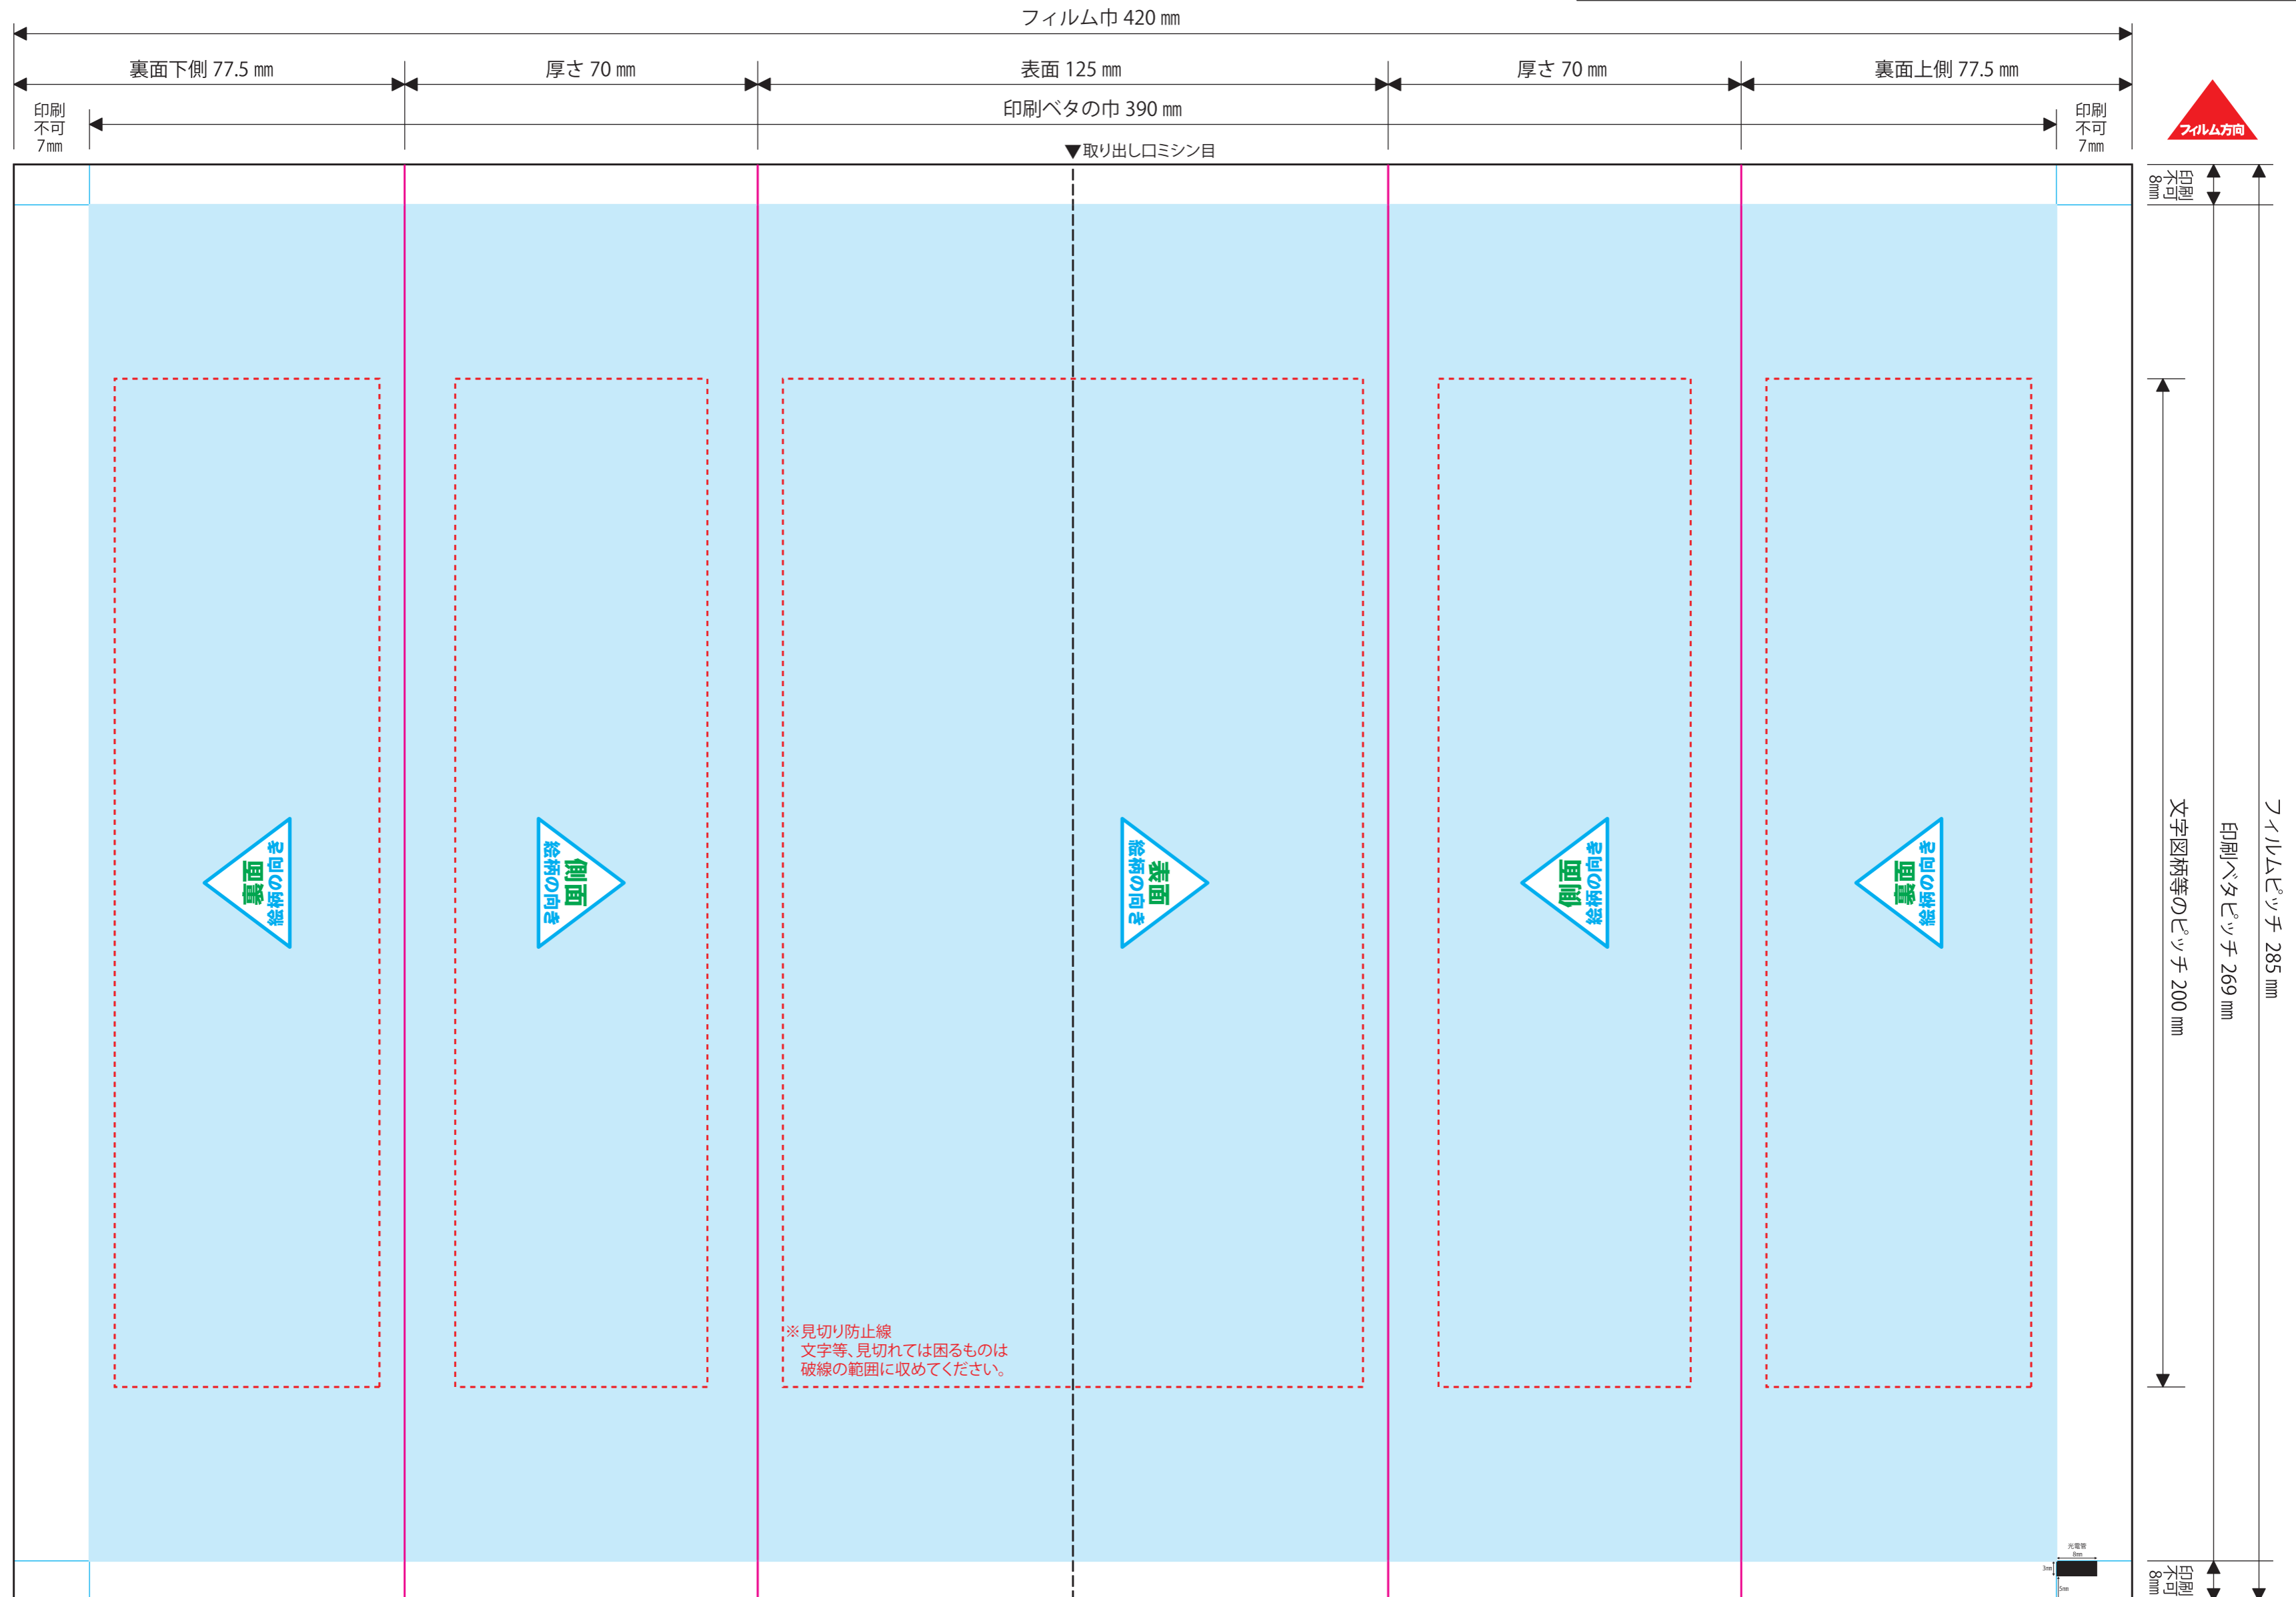 フィルム巾 420 ㎜
裏面下側 77.5 ㎜
厚さ 70 ㎜
表面 125 ㎜
厚さ 70 ㎜
裏面上側 77.5 ㎜
印刷
不可
7㎜
印刷ベタの巾 390 ㎜
印刷
不可
7㎜
フィルム方向
▼取り出し口ミシン目
印刷
不可
8㎜
裏面
絵柄の向き
側面
絵柄の向き
表面
絵柄の向き
側面
絵柄の向き
裏面
絵柄の向き
文字図柄等のピッチ 200 ㎜
印刷ベタピッチ 269 ㎜
フィルムピッチ 285 ㎜
※見切り防止線
文字等、見切れては困るものは
破線の範囲に収めてください。
光電管
8㎜
3㎜
5㎜
印刷
不可
8㎜